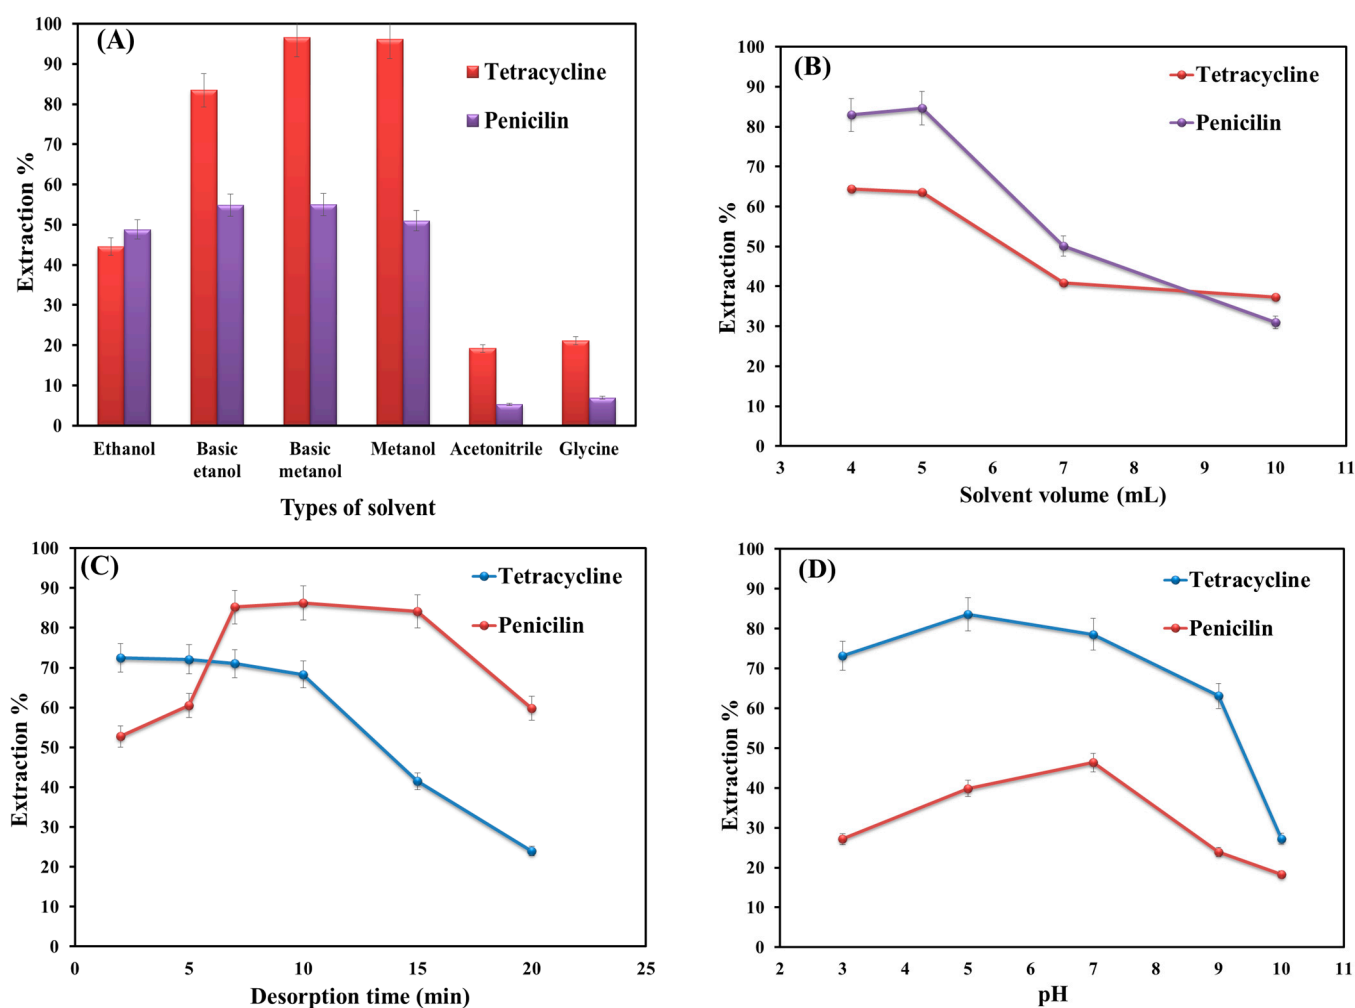 (A)
Tetracycline
Penicilin
Extraction %
100
90
80
70
60
50
40
30
20
10
0
Ethanol Basic etanol Basic metanol Metanol Acetonitrile Glycine
Types of solvent
(B)
Tetracycline
Penicilin
Extraction %
100
90
80
70
60
50
40
30
20
10
0
3 4 5 6 7 8 9 10 11
Solvent volume (mL)
(C)
Tetracycline
Penicilin
Extraction %
100
90
80
70
60
50
40
30
20
10
0
0 5 10 15 20 25
Desorption time (min)
(D)
Tetracycline
Penicilin
Extraction %
100
90
80
70
60
50
40
30
20
10
0
2 3 4 5 6 7 8 9 10 11
pH